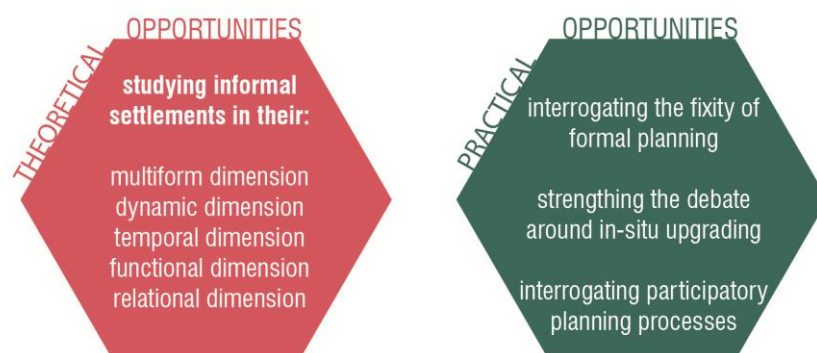 THEORETICAL
OPPORTUNITIES
studying informal
settlements in their:
multiform dimension
dynamic dimension
temporal dimension
functional dimension
relational dimension
PRACTICAL
OPPORTUNITIES
interrogating the fixity of
formal planning
strengthing the debate
around in-situ upgrading
interrogating participatory
planning processes